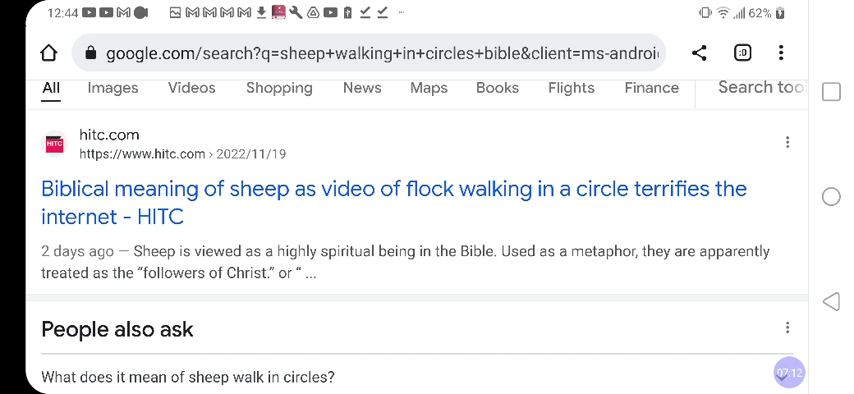 12:44
62%
google.com/search?q=sheep+walking+in+circles+bible&client=ms-androi
:D
All Images Videos Shopping News Maps Books Flights Finance Search too
HITC
hitc.com
https://www.hitc.com › 2022/11/19
Biblical meaning of sheep as video of flock walking in a circle terrifies the
internet - HITC
2 days ago — Sheep is viewed as a highly spiritual being in the Bible. Used as a metaphor, they are apparently
treated as the “followers of Christ.” or “ ...
People also ask
What does it mean of sheep walk in circles?
07:12